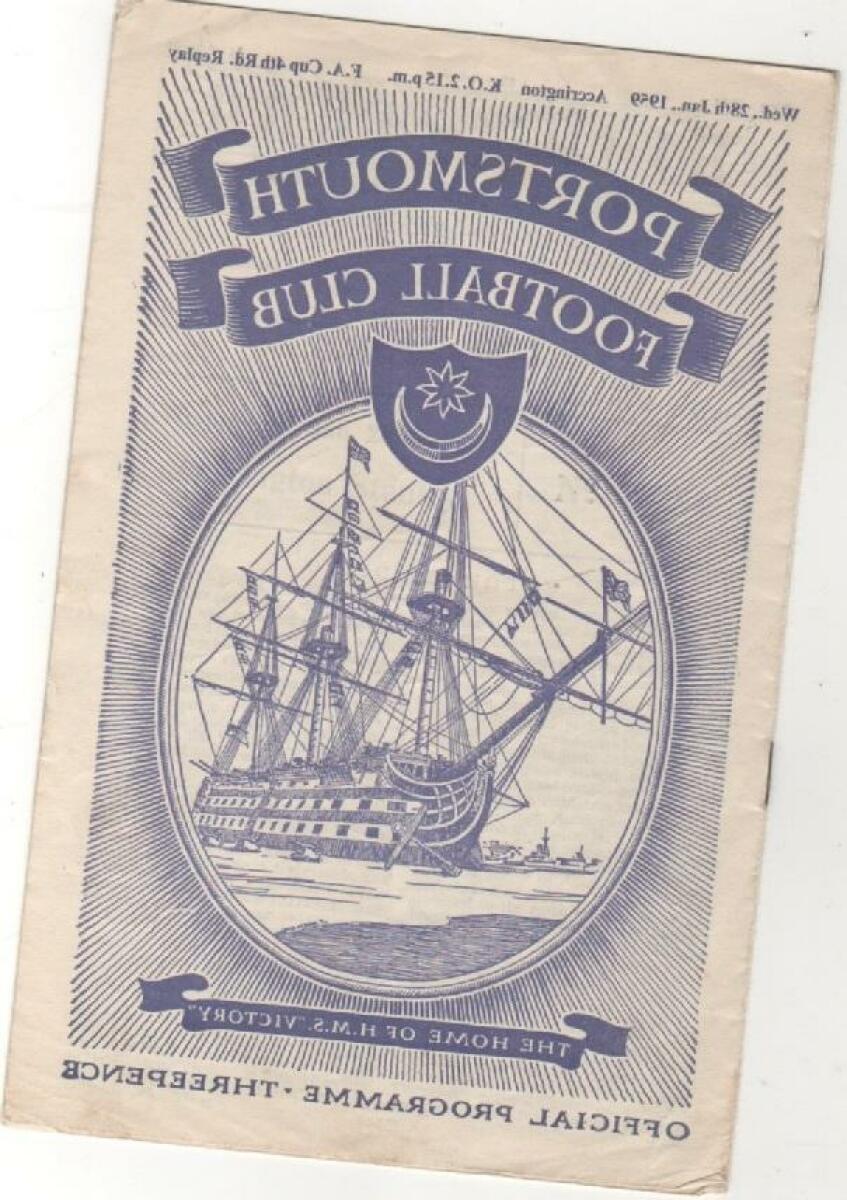 Wed., 28th Jan., 1959 Accrington K.O. 2.15 p.m. F.A. Cup 4th Rd. Replay
PORTSMOUTH
FOOTBALL CLUB
THE HOME OF H.M.S. "VICTORY"
OFFICIAL PROGRAMME · THREEPENCE